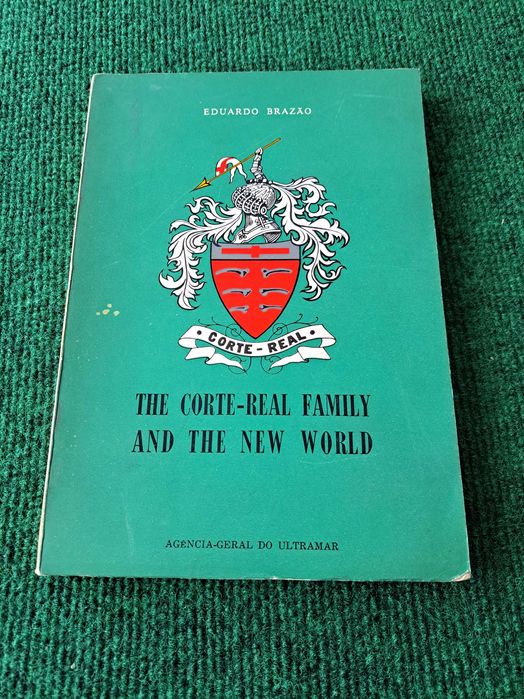 EDUARDO BRAZÃO
· CORTE-REAL ·
THE CORTE-REAL FAMILY
AND THE NEW WORLD
AGÊNCIA-GERAL DO ULTRAMAR